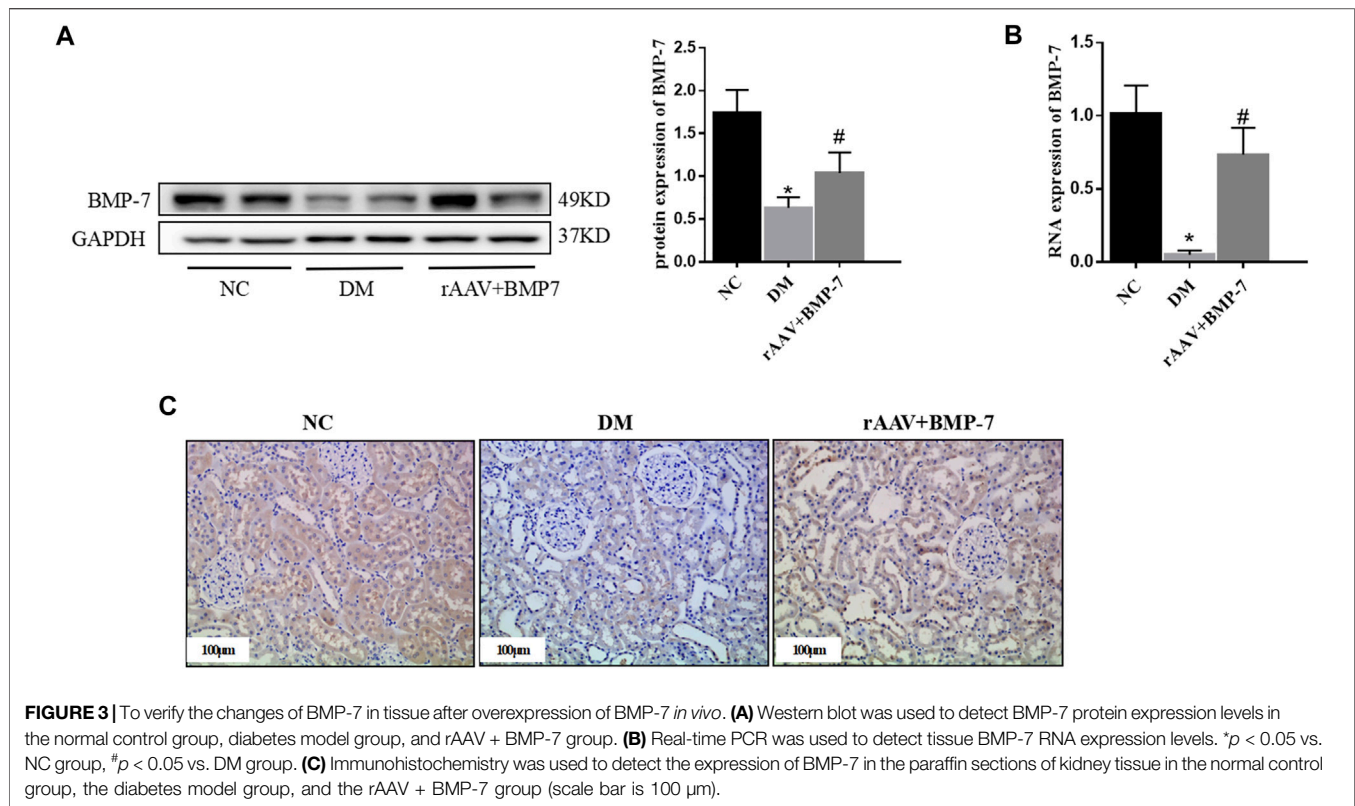 A
BMP-7
GAPDH
49KD
37KD
NC DM rAAV+BMP7
protein expression of BMP-7
2.5
2.0
1.5
1.0
0.5
0.0
*
#
NC
DM
rAAV+BMP-7
B
RNA expression of BMP-7
1.5
1.0
0.5
0.0
*
#
NC
DM
rAAV+BMP-7
C
NC DM rAAV+BMP-7
100µm 100µm 100µm
FIGURE 3 | To verify the changes of BMP-7 in tissue after overexpression of BMP-7 in vivo. (A) Western blot was used to detect BMP-7 protein expression levels in
the normal control group, diabetes model group, and rAAV + BMP-7 group. (B) Real-time PCR was used to detect tissue BMP-7 RNA expression levels. *p < 0.05 vs.
NC group, #p < 0.05 vs. DM group. (C) Immunohistochemistry was used to detect the expression of BMP-7 in the paraffin sections of kidney tissue in the normal control
group, the diabetes model group, and the rAAV + BMP-7 group (scale bar is 100 µm).